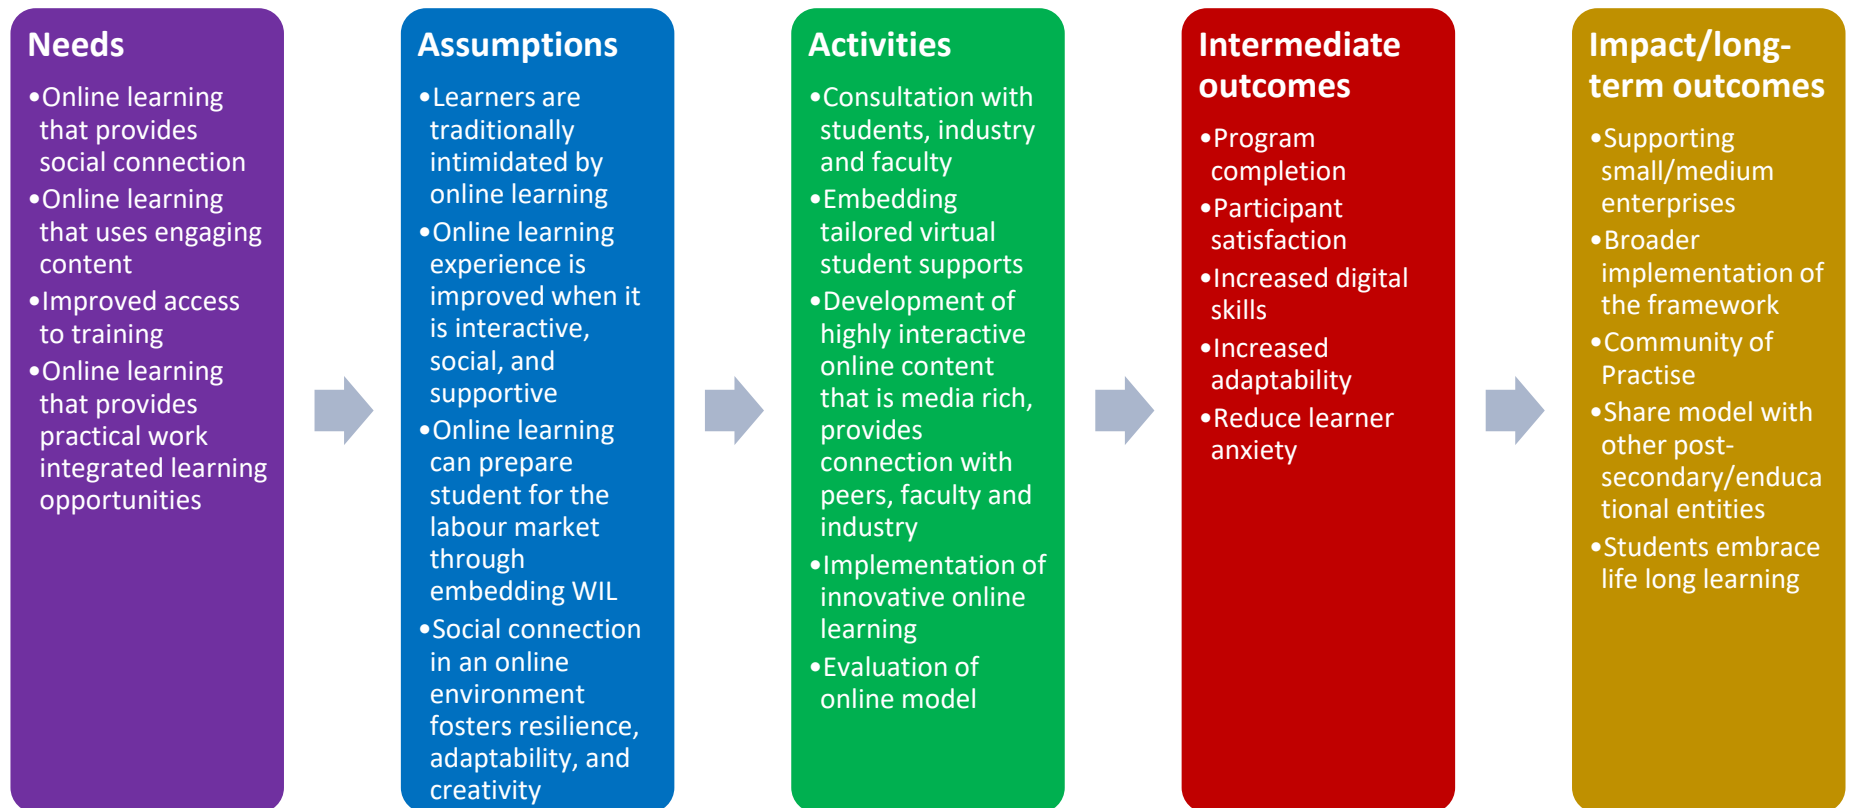 Needs
•Online learning
that provides
social connection
•Online learning
that uses engaging
content
•Improved access
to training
•Online learning
that provides
practical work
integrated learning
opportunities
Assumptions
•Learners are
traditionally
intimidated by
online learning
•Online learning
experience is
improved when it
is interactive,
social, and
supportive
•Online learning
can prepare
student for the
labour market
through
embedding WIL
•Social connection
in an online
environment
fosters resilience,
adaptability, and
creativity
Activities
•Consultation with
students, industry
and faculty
•Embedding
tailored virtual
student supports
•Development of
highly interactive
online content
that is media rich,
provides
connection with
peers, faculty and
industry
•Implementation of
innovative online
learning
•Evaluation of
online model
Intermediate
outcomes
•Program
completion
•Participant
satisfaction
•Increased digital
skills
•Increased
adaptability
•Reduce learner
anxiety
Impact/long-
term outcomes
•Supporting
small/medium
enterprises
•Broader
implementation of
the framework
•Community of
Practise
•Share model with
other post-
secondary/enduca
tional entities
•Students embrace
life long learning